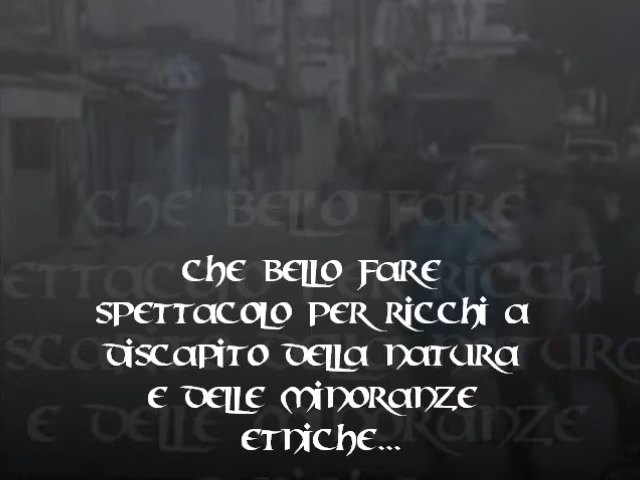 CHE BELLO FARE
SPETTACOLO PER RICCHI A
DISCAPITO DELLA NATURA
E DELLE MINORANZE
ETNICHE...